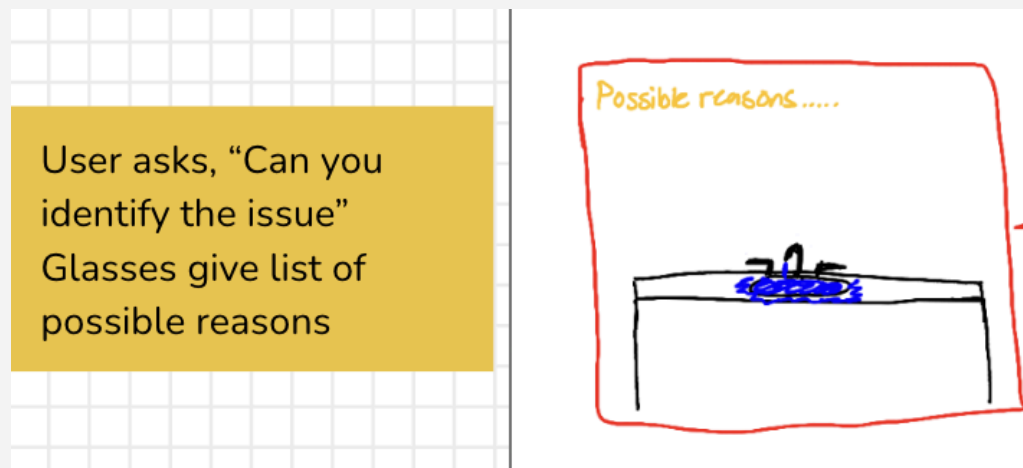 User asks, “Can you
identify the issue”
Glasses give list of
possible reasons
Possible reasons.....